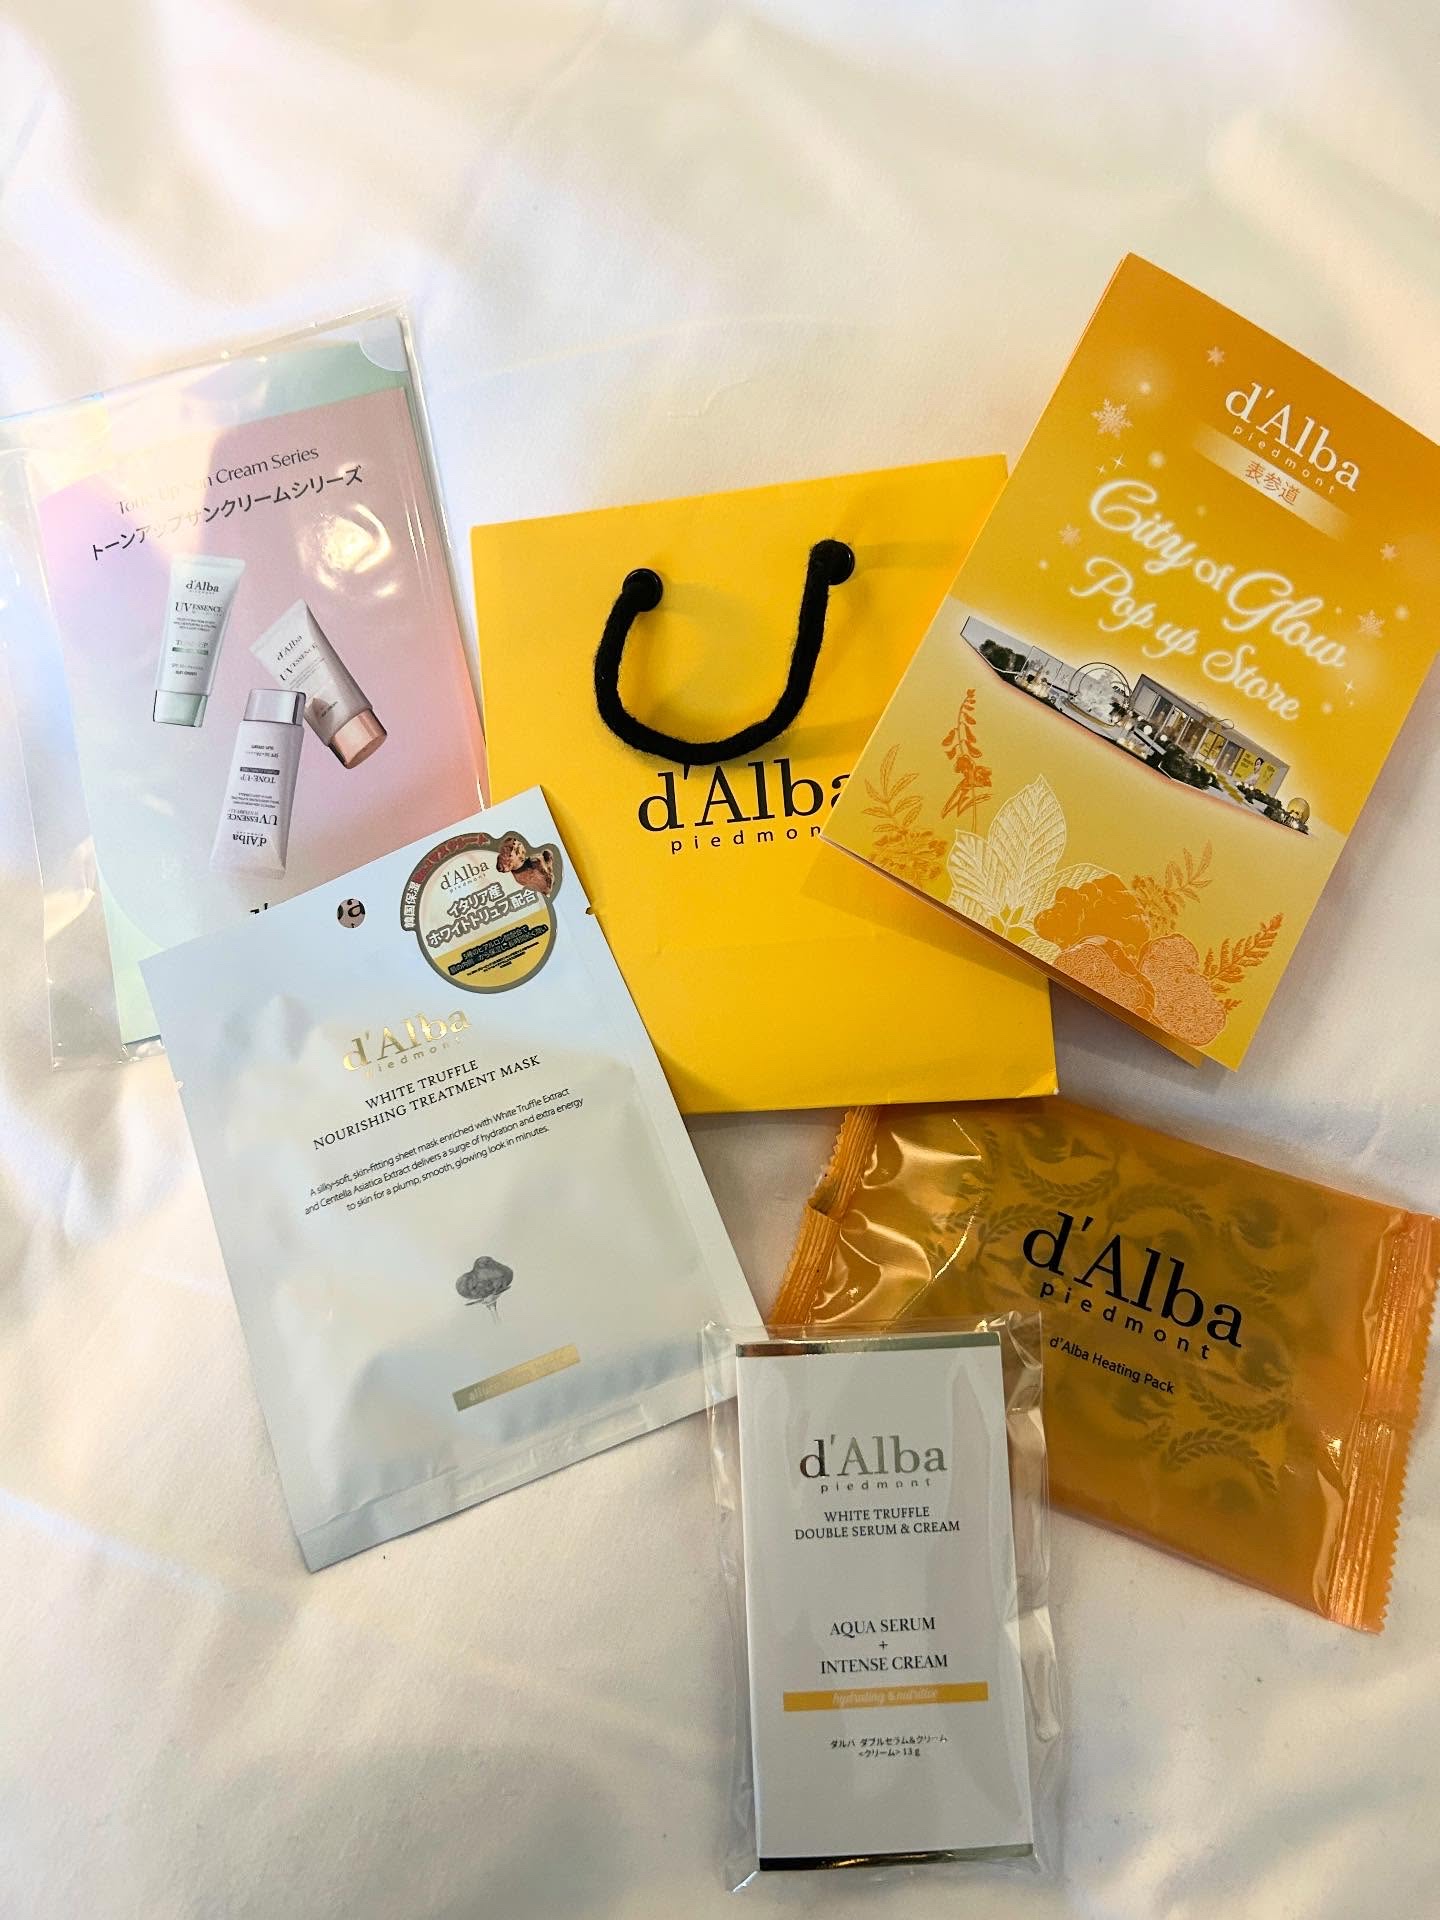 Tone Up Sun Cream Series
トーンアップサンクリームシリーズ
d'Alba
UV ESSENCE
TONE-UP
d'Alba
UV ESSENCE
d'Alba
UV ESSENCE
TONE-UP
d'Alba
piedmont
表参道
City of Glow
Pop up Store
d'Alba
piedmon
d'Alba
piedmont
イタリア産
ホワイトトリュフ配合
d'Alba
piedmont
WHITE TRUFFLE
NOURISHING TREATMENT MASK
A silky-soft, skin-fitting sheet mask enriched with White Truffle Extract
and Centella Asiatica Extract delivers a surge of hydration and extra energy
to skin for a plump, smooth, glowing look in minutes.
d'Alba
piedmont
d'Alba Heating Pack
d'Alba
piedmont
WHITE TRUFFLE
DOUBLE SERUM & CREAM
AQUA SERUM
+
INTENSE CREAM
hydrating & nutritive
ダルバ ダブルセラム&クリーム
<クリーム> 13 g